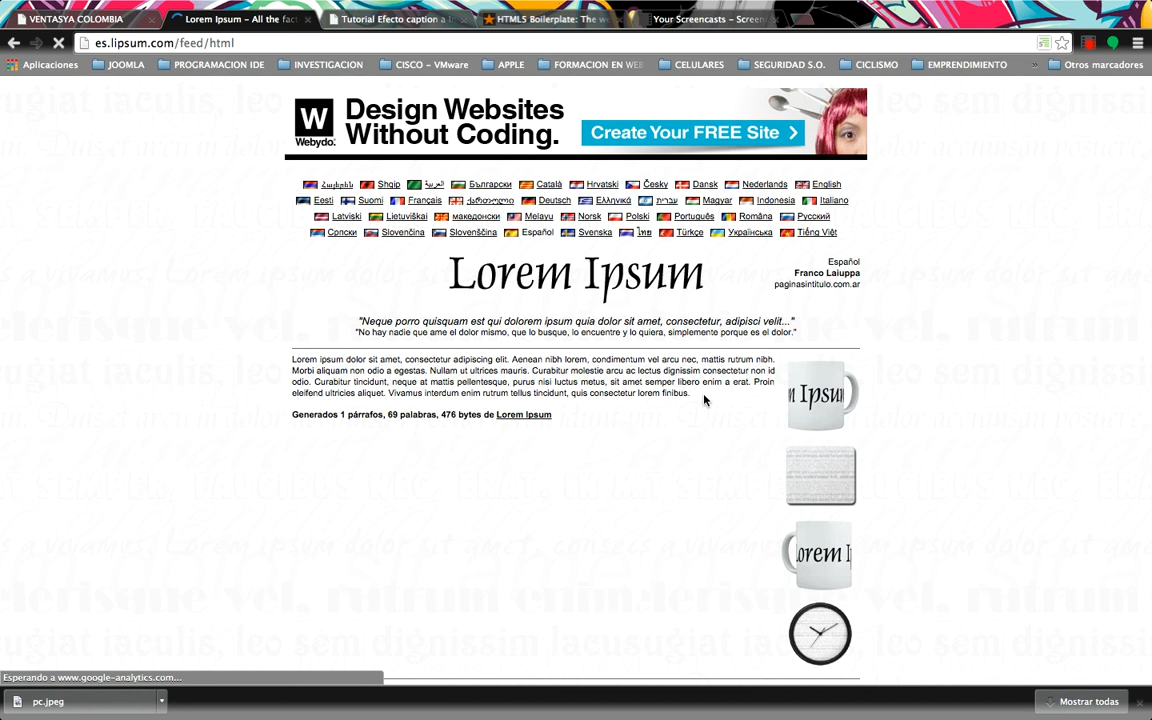 VENTASYA COLOMBIA
Lorem Ipsum – All the fact
Tutorial Efecto caption a
HTML5 Boilerplate: The we
Your Screencasts – Screen
es.lipsum.com/feed/html
Aplicaciones
JOOMLA
PROGRAMACION IDE
INVESTIGACION
CISCO – VMware
APPLE
FORMACION EN WEB
CELULARES
SEGURIDAD S.O.
CICLISMO
EMPRENDIMIENTO
»
Otros marcadores
W
Webydo.
Design Websites
Without Coding.
Create Your FREE Site
Հայերեն Shqip العربية Български Català Hrvatski Česky Dansk Nederlands English
Eesti Suomi Français ქართული Deutsch Ελληνικά עברית Magyar Indonesia Italiano
Latviski Lietuviškai македонски Melayu Norsk Polski Português Româna Русский
Српски Slovenčina Slovenščina Español Svenska ไทย Türkçe Українська Tiếng Việt
Lorem Ipsum
Español
Franco Laiuppa
paginasintitulo.com.ar
"Neque porro quisquam est qui dolorem ipsum quia dolor sit amet, consectetur, adipisci velit..."
"No hay nadie que ame el dolor mismo, que lo busque, lo encuentre y lo quiera, simplemente porque es el dolor."
Lorem ipsum dolor sit amet, consectetur adipiscing elit. Aenean nibh lorem, condimentum vel arcu nec, mattis rutrum nibh.
Morbi aliquam non odio a egestas. Nullam ut ultrices mauris. Curabitur molestie arcu ac lectus dignissim consectetur non id
odio. Curabitur tincidunt, neque at mattis pellentesque, purus nisi luctus metus, sit amet semper libero enim a erat. Proin
eleifend ultricies aliquet. Vivamus interdum enim rutrum tellus tincidunt, quis consectetur lorem finibus.
Generados 1 párrafos, 69 palabras, 476 bytes de Lorem Ipsum
m Ipsum
orem I
Esperando a www.google-analytics.com...
pc.jpeg
Mostrar todas